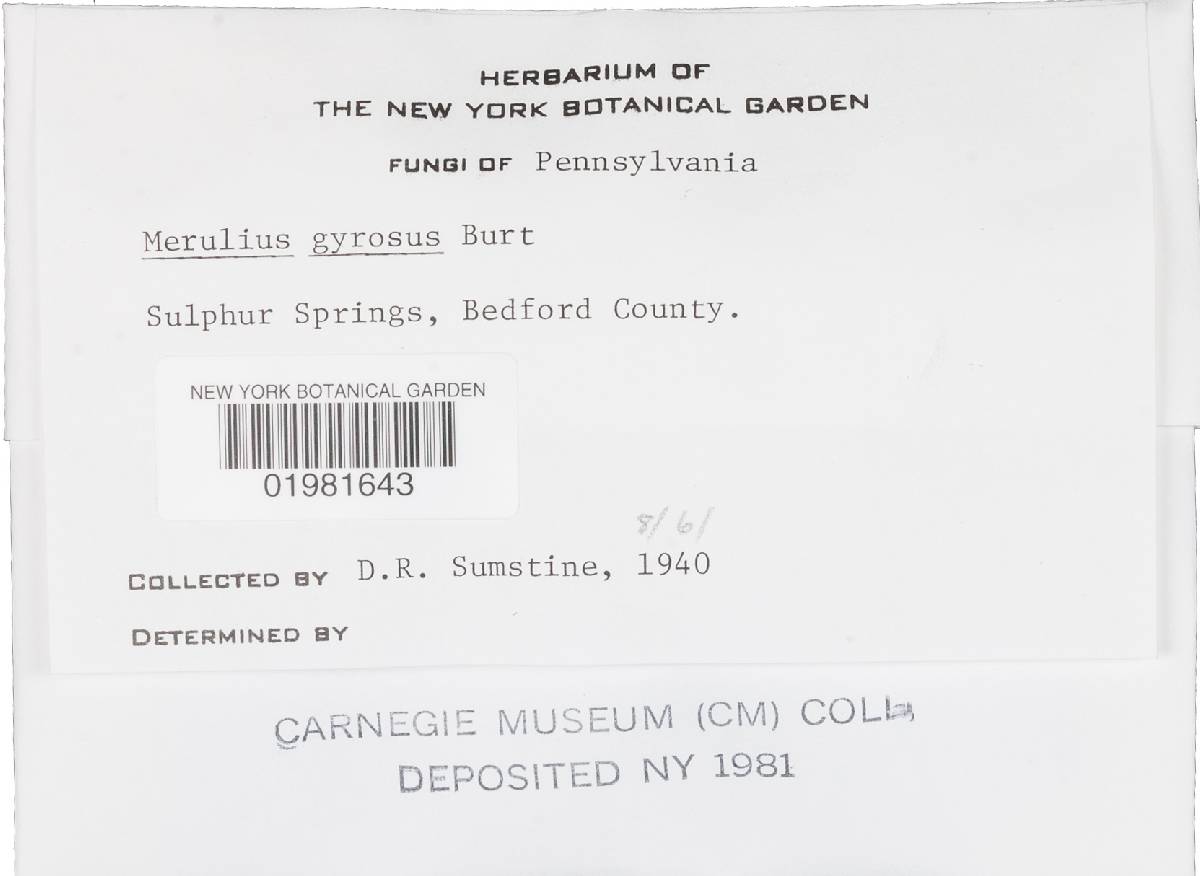 HERBARIUM OF
THE NEW YORK BOTANICAL GARDEN
FUNGI OF Pennsylvania
Merulius gyrosus Burt
Sulphur Springs, Bedford County.
NEW YORK BOTANICAL GARDEN
01981643
8/6/
COLLECTED BY D.R. Sumstine, 1940
DETERMINED BY
CARNEGIE MUSEUM (CM) COLL.
DEPOSITED NY 1981